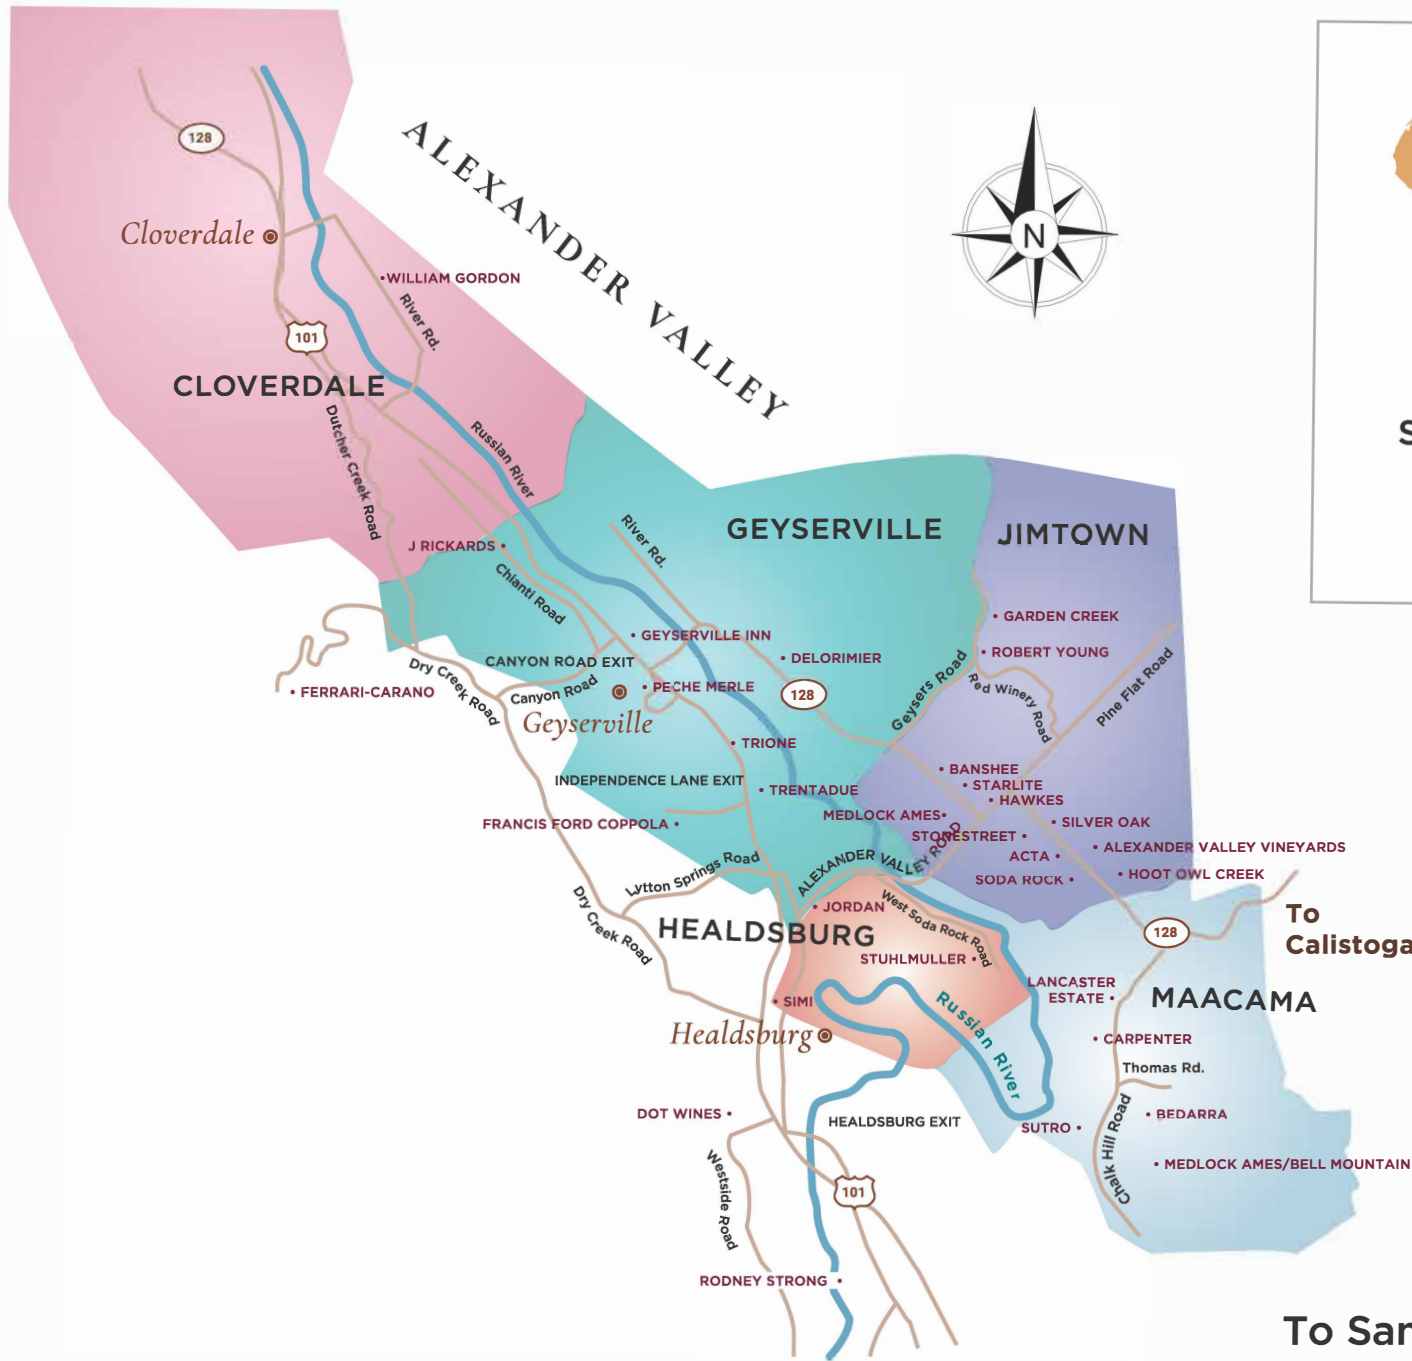 ALEXANDER VALLEY
128
N
Cloverdale
•WILLIAM GORDON
River Rd.
101
CLOVERDALE
Dutcher Creek Road
Russian River
J RICKARDS •
Chianti Road
River Rd.
GEYSERVILLE
JIMTOWN
• GARDEN CREEK
• GEYSERVILLE INN
• ROBERT YOUNG
CANYON ROAD EXIT
• DELORIMIER
Geysers Road
Red Winery Road
Pine Flat Road
• FERRARI-CARANO
Dry Creek Road
Canyon Road
• PECHE MERLE
128
Geyserville
• TRIONE
• BANSHEE
INDEPENDENCE LANE EXIT
• TRENTADUE
• STARLITE
• HAWKES
MEDLOCK AMES•
FRANCIS FORD COPPOLA •
• SILVER OAK
STONESTREET •
• ALEXANDER VALLEY VINEYARDS
ACTA •
ALEXANDER VALLEY ROAD
Lytton Springs Road
SODA ROCK •
• HOOT OWL CREEK
Dry Creek Road
• JORDAN
West Soda Rock Road
To
Calistoga
HEALDSBURG
128
STUHLMULLER •
LANCASTER
ESTATE •
MAACAMA
• SIMI
Russian River
Healdsburg
• CARPENTER
Thomas Rd.
DOT WINES •
HEALDSBURG EXIT
SUTRO •
Chalk Hill Road
• BEDARRA
• MEDLOCK AMES/BELL MOUNTAIN
Westside Road
101
RODNEY STRONG •
To San